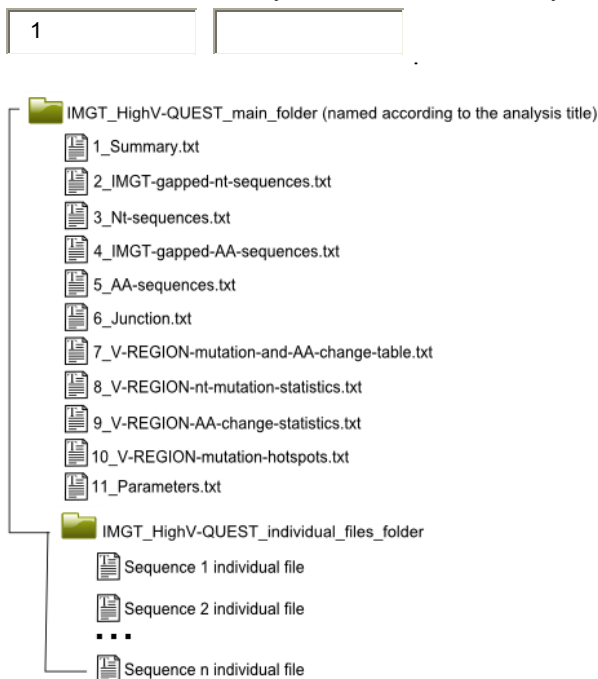 1
.
IMGT_HighV-QUEST_main_folder (named according to the analysis title)
1_Summary.txt
2_IMGT-gapped-nt-sequences.txt
3_Nt-sequences.txt
4_IMGT-gapped-AA-sequences.txt
5_AA-sequences.txt
6_Junction.txt
7_V-REGION-mutation-and-AA-change-table.txt
8_V-REGION-nt-mutation-statistics.txt
9_V-REGION-AA-change-statistics.txt
10_V-REGION-mutation-hotspots.txt
11_Parameters.txt
IMGT_HighV-QUEST_individual_files_folder
Sequence 1 individual file
Sequence 2 individual file
...
Sequence n individual file